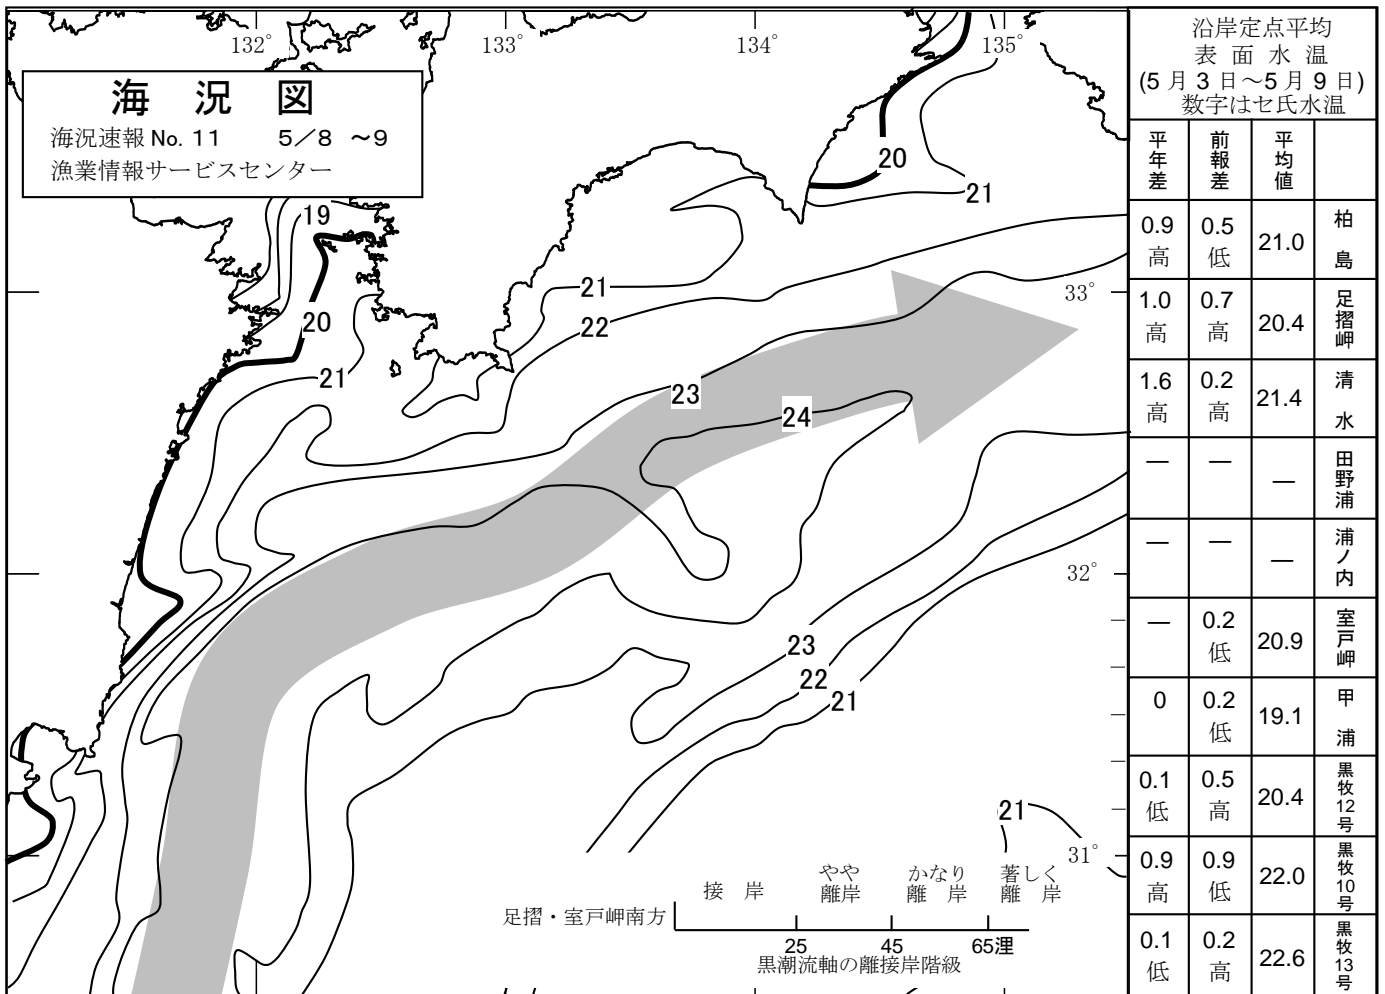 海況図
海況速報 No. 11 5/8 ~9
漁業情報サービスセンター
132°
133°
134°
135°
19
20
21
20
21
21
22
20
21
23
24
33°
32°
31°
23
22
21
21
接岸
やや離岸
かなり離岸
著しく離岸
足摺・室戸岬南方
25
45
65浬
黒潮流軸の離接岸階級
沿岸定点平均
表面水温
(5月3日~5月9日)
数字はセ氏水温
平年差 前報差 平均値
0.9高 0.5低 21.0 柏島
1.0高 0.7高 20.4 足摺岬
1.6高 0.2高 21.4 清水
— — — 田野浦
— — — 浦ノ内
— 0.2低 20.9 室戸岬
0 0.2低 19.1 甲浦
0.1低 0.5高 20.4 黒牧12号
0.9高 0.9低 22.0 黒牧10号
0.1低 0.2高 22.6 黒牧13号